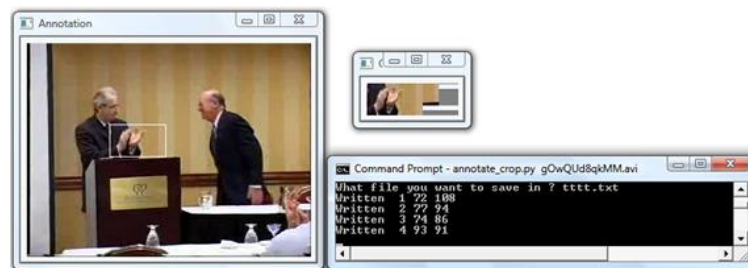 Annotation
C
Command Prompt - annotate_crop.py gOwQUd8qkMM.avi
What file you want to save in ? tttt.txt
Written 1 72 108
Written 2 77 94
Written 3 74 86
Written 4 93 91